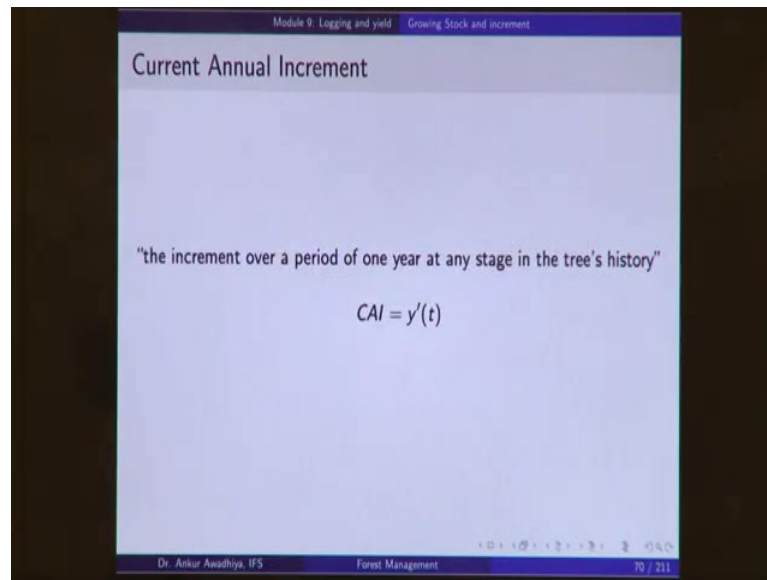 Module 9: Logging and yield Growing Stock and increment
Current Annual Increment
"the increment over a period of one year at any stage in the tree's history"
CAI = y′(t)
Dr. Ankur Awadhiya, IFS Forest Management 70 / 211